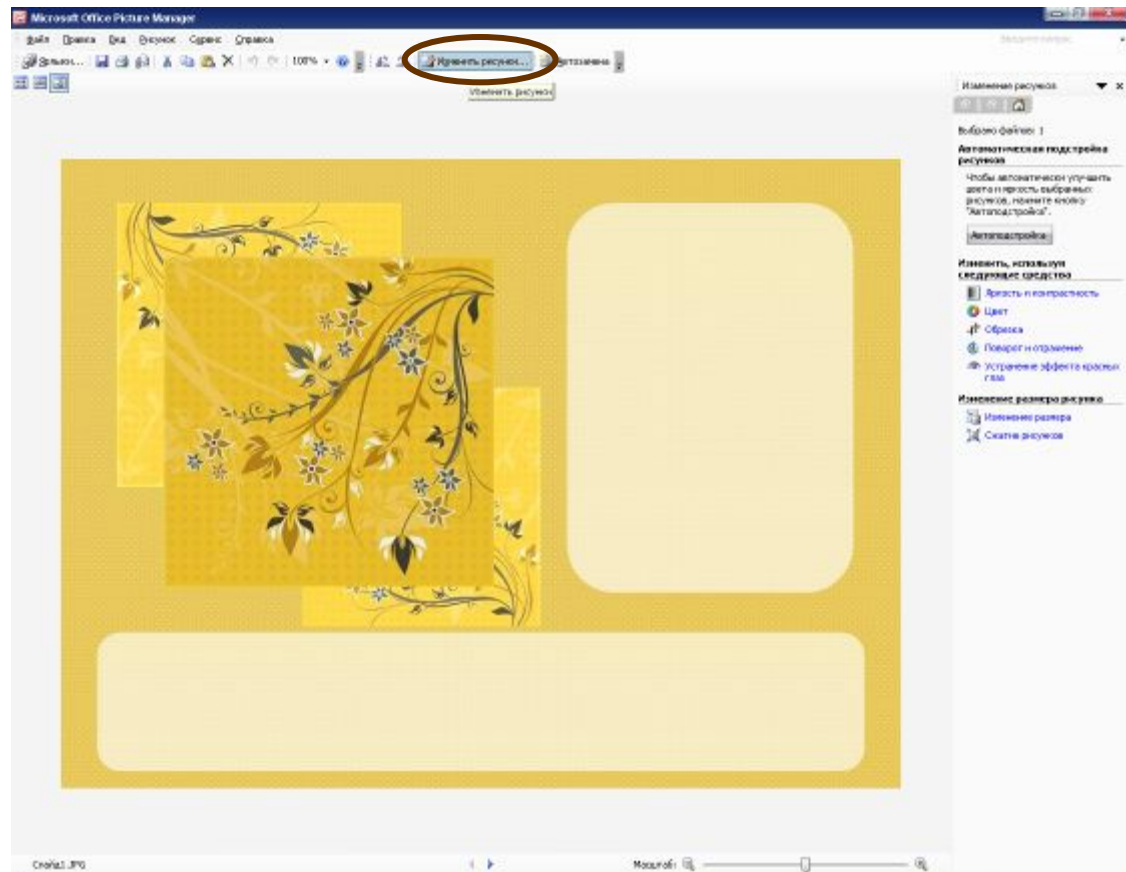 Microsoft Office Picture Manager
Файл Правка Вид Рисунок Сервис Справка
Ярлыки... 100% Изменить рисунок... Автозамена
Изменить рисунок
Изменение рисунков
Выбрано файлов: 1
Автоматическая подстройка
рисунков
Чтобы автоматически улучшить
цвета и яркость выбранных
рисунков, нажмите кнопку
"Автоподстройка".
Автоподстройка
Изменить, используя
следующие средства
Яркость и контрастность
Цвет
Обрезка
Поворот и отражение
Устранение эффекта красных
глаз
Изменение размера рисунка
Изменение размера
Сжатие рисунков
Слайд1.JPG Масштаб: